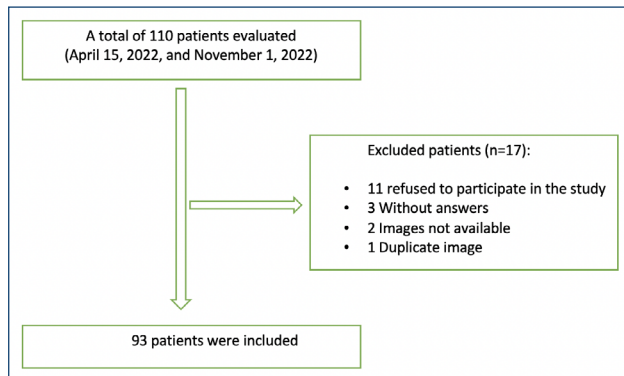 A total of 110 patients evaluated
(April 15, 2022, and November 1, 2022)
Excluded patients (n=17):
• 11 refused to participate in the study
• 3 Without answers
• 2 Images not available
• 1 Duplicate image
93 patients were included